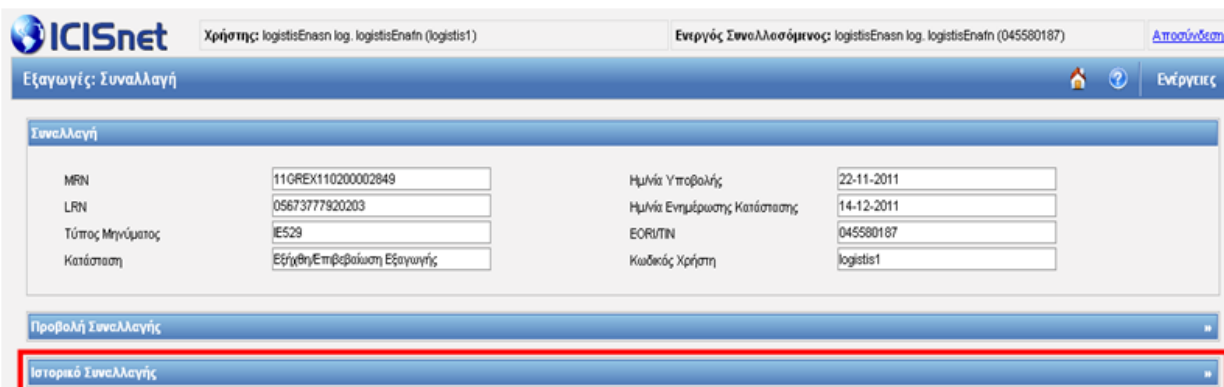 ICISnet Χρήστης: logistisEnasn log. logistisEnafn (logistis1) Ενεργός Συναλλασόμενος: logistisEnasn log. logistisEnafn (045580187) Αποσύνδεση
Εξαγωγές: Συναλλαγή Ενέργειες
Συναλλαγή
MRN 11GREX110200002849 Ημ/νία Υποβολής 22-11-2011
LRN 05673777920203 Ημ/νία Ενημέρωσης Κατάστασης 14-12-2011
Τύπος Μηνύματος IE529 EORI/TIN 045580187
Κατάσταση Εξήχθη/Επιβεβαίωση Εξαγωγής Κωδικός Χρήστη logistis1
Προβολή Συναλλαγής »
Ιστορικό Συναλλαγής »